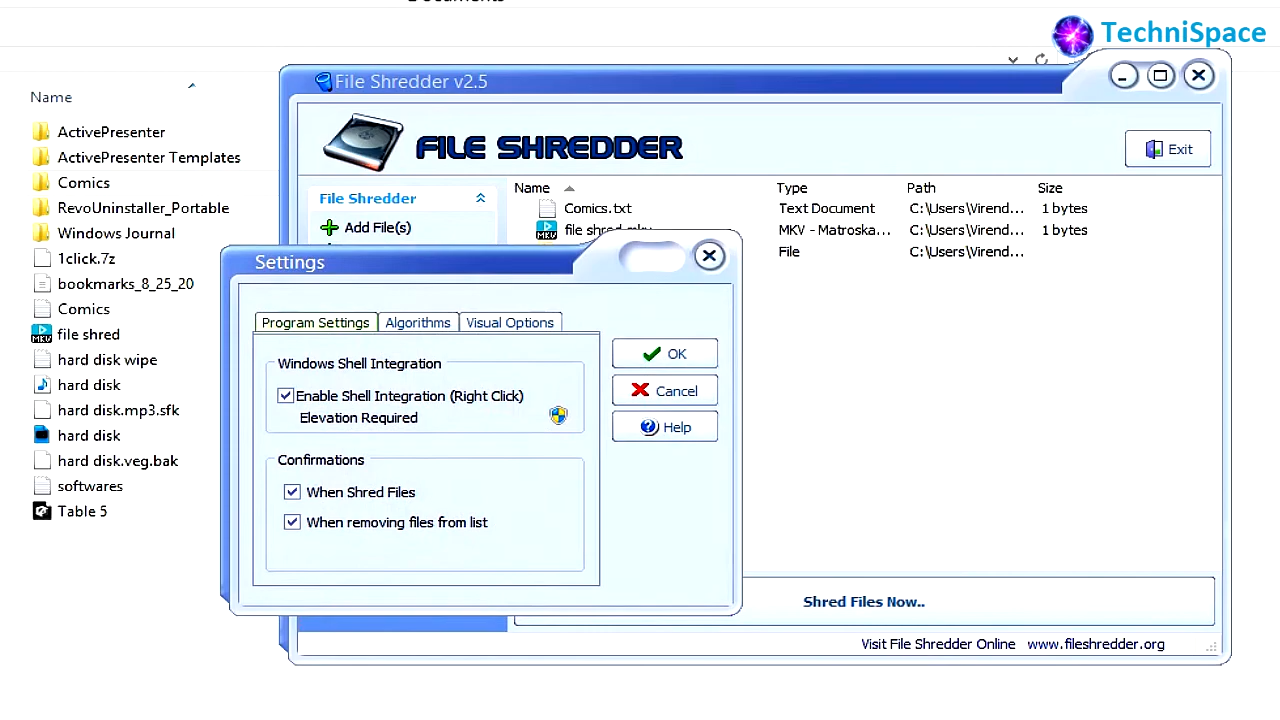 TechniSpace
Name
ActivePresenter
ActivePresenter Templates
Comics
RevoUninstaller_Portable
Windows Journal
1click.7z
bookmarks_8_25_20
Comics
file shred
hard disk wipe
hard disk
hard disk.mp3.sfk
hard disk
hard disk.veg.bak
softwares
Table 5
File Shredder v2.5
FILE SHREDDER
Exit
File Shredder
Add File(s)
Name Type Path Size
Comics.txt Text Document C:\Users\Virend... 1 bytes
file shred.mkv MKV - Matroska... C:\Users\Virend... 1 bytes
File C:\Users\Virend...
Settings
Program Settings Algorithms Visual Options
Windows Shell Integration
Enable Shell Integration (Right Click)
Elevation Required
Confirmations
When Shred Files
When removing files from list
OK
Cancel
Help
Shred Files Now..
Visit File Shredder Online www.fileshredder.org